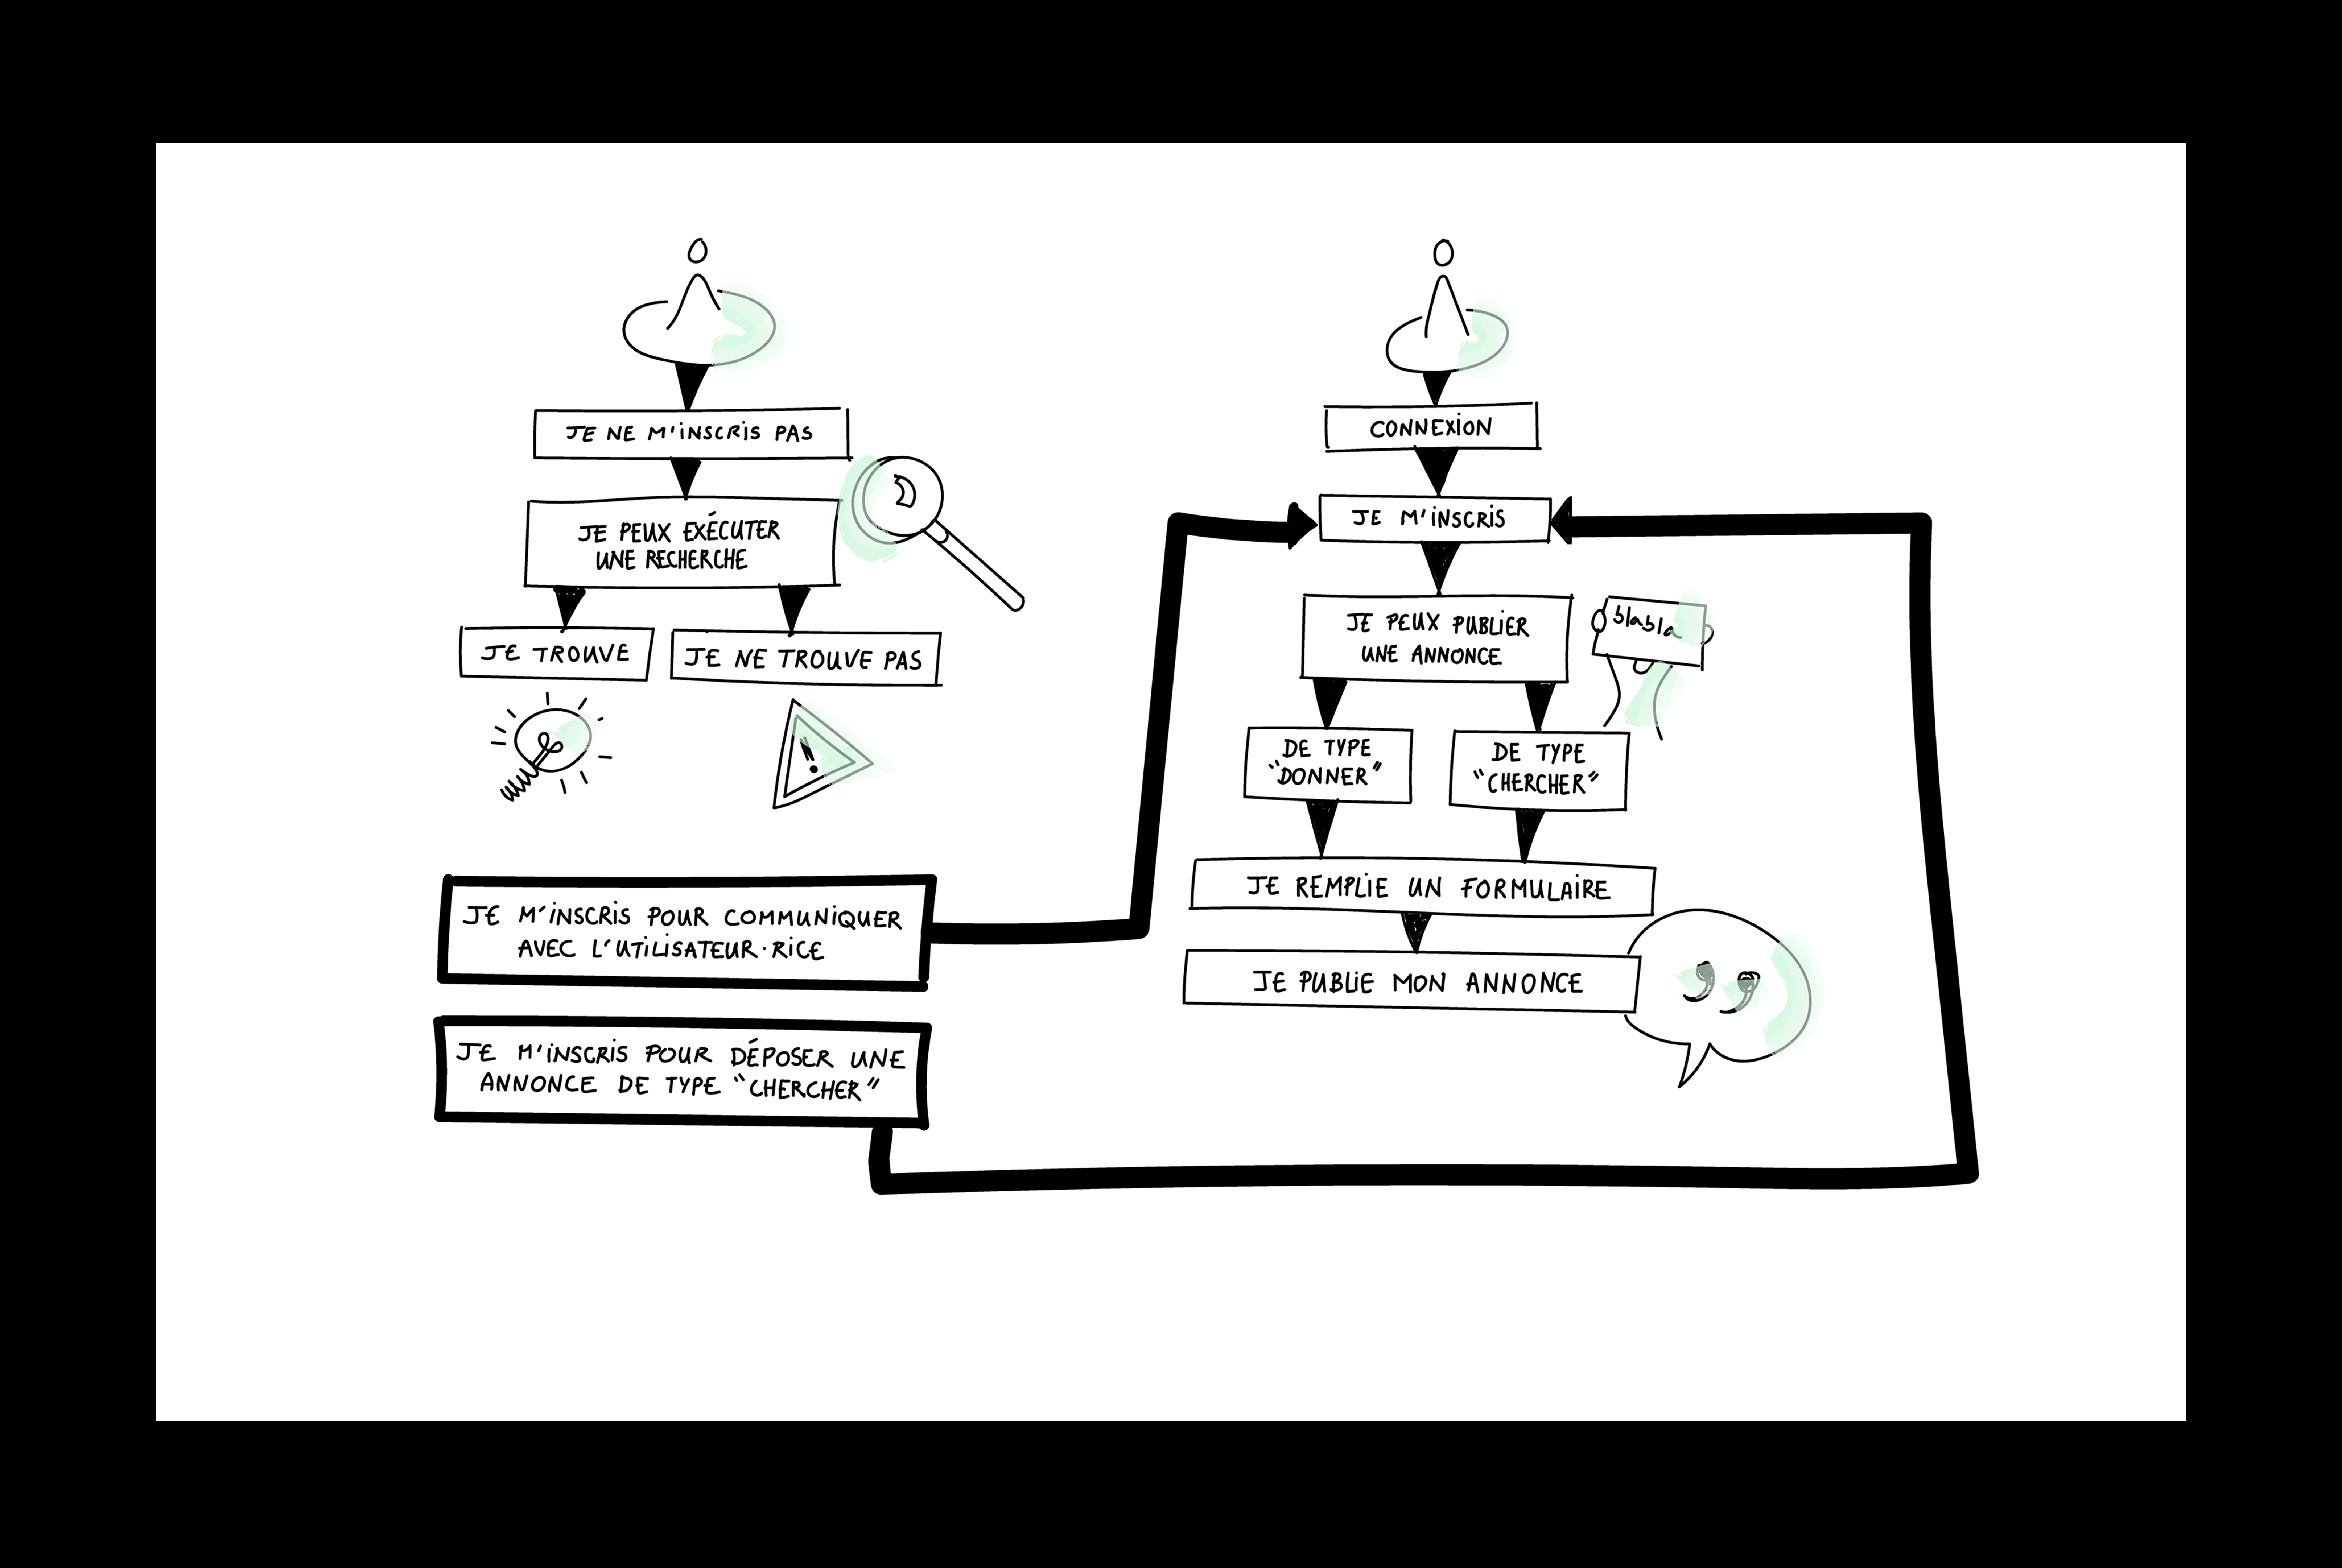 JE NE M'INSCRIS PAS
JE PEUX EXÉCUTER
UNE RECHERCHE
JE TROUVE
JE NE TROUVE PAS
!
JE M'INSCRIS POUR COMMUNIQUER
AVEC L'UTILISATEUR·RICE
JE M'INSCRIS POUR DÉPOSER UNE
ANNONCE DE TYPE "CHERCHER"
CONNEXION
JE M'INSCRIS
JE PEUX PUBLIER
UNE ANNONCE
blabla
DE TYPE
"DONNER"
DE TYPE
"CHERCHER"
JE REMPLIE UN FORMULAIRE
JE PUBLIE MON ANNONCE